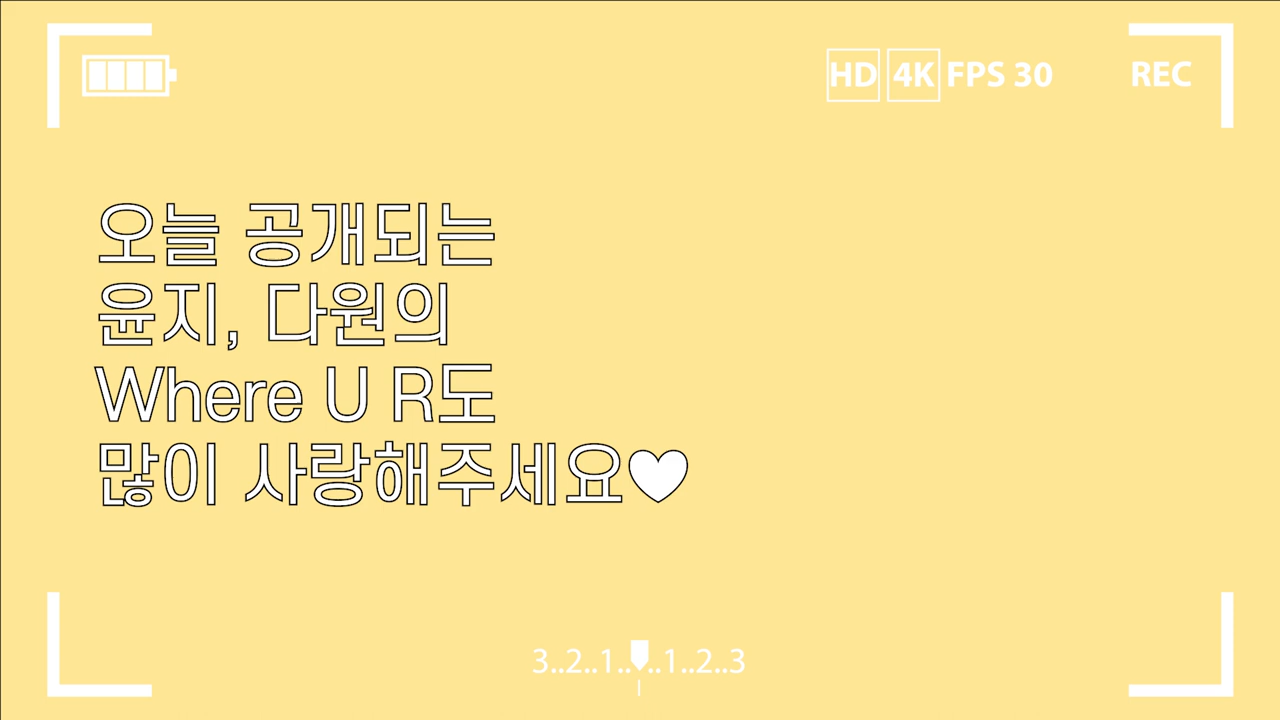 HD 4K FPS 30 REC
오늘 공개되는
윤지, 다원의
Where U R도
많이 사랑해주세요♥
3..2..1....1..2..3